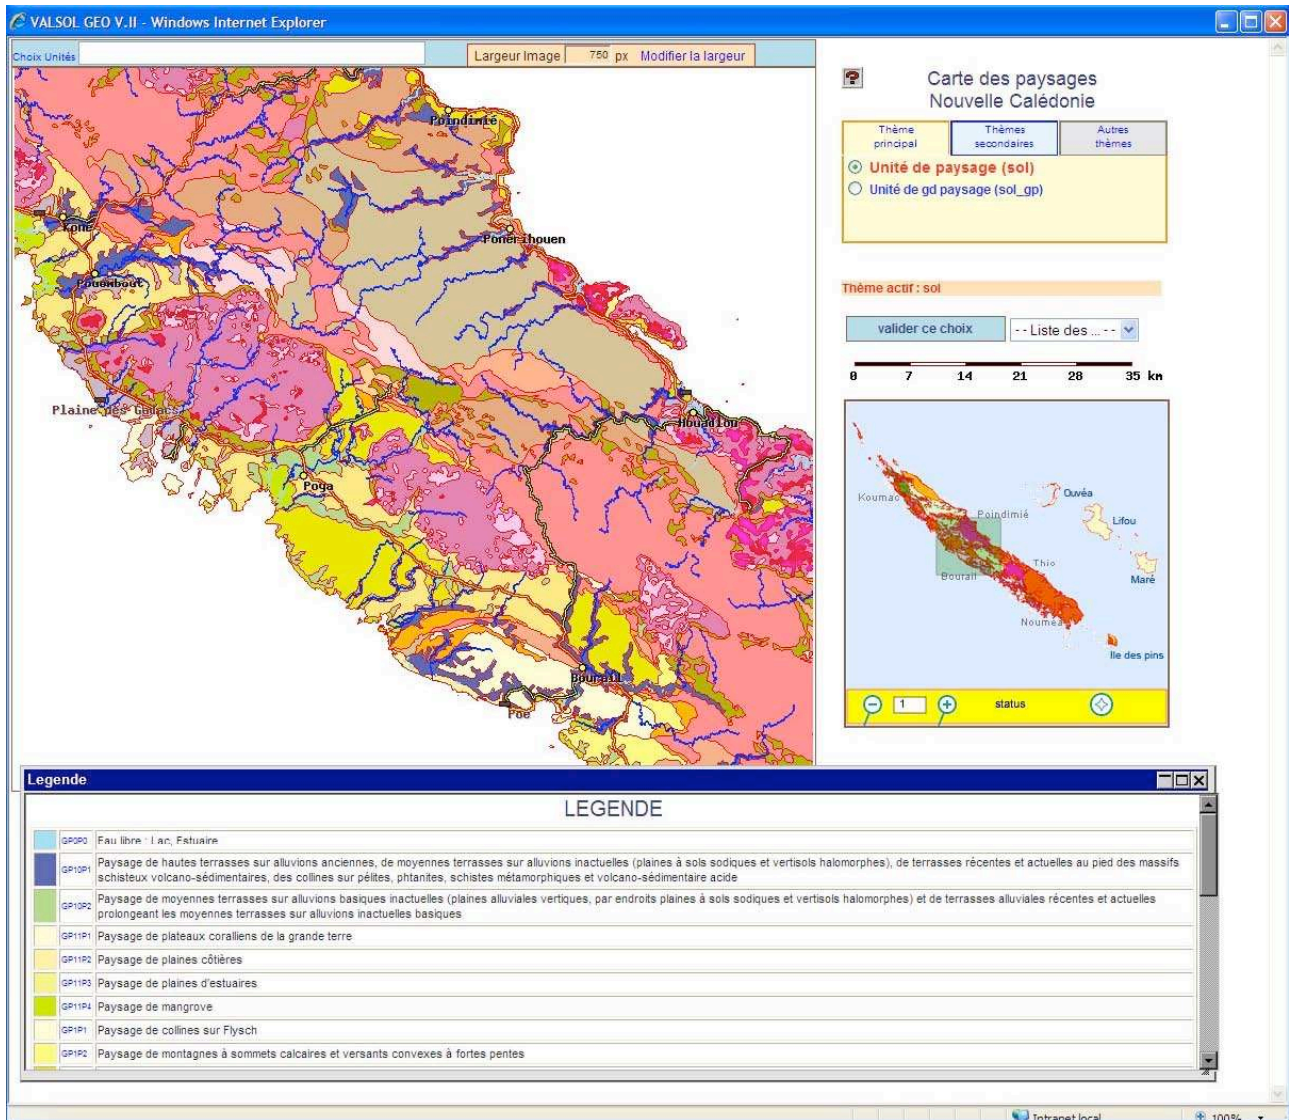 VALSOL GEO V.II - Windows Internet Explorer
Choix Unités
Largeur Image 750 px Modifier la largeur
Carte des paysages
Nouvelle Calédonie
Thème principal
Thèmes secondaires
Autres thèmes
Unité de paysage (sol)
Unité de gd paysage (sol_gp)
Thème actif : sol
valider ce choix
- - Liste des ... - -
0 7 14 21 28 35 km
Poindimié
Koné
Ponérihouen
Pouembout
Plaine des Gaiacs
Houaïlou
Poya
Bourail
Poe
Koumac
Ouvéa
Poindimié
Lifou
Thio
Maré
Bourail
Nouméa
Ile des pins
1
status
Legende
LEGENDE
GP0P0 Eau libre : Lac, Estuaire
GP10P1 Paysage de hautes terrasses sur alluvions anciennes, de moyennes terrasses sur alluvions inactuelles (plaines à sols sodiques et vertisols halomorphes), de terrasses récentes et actuelles au pied des massifs
schisteux volcano-sédimentaires, des collines sur pélites, phtanites, schistes métamorphiques et volcano-sédimentaire acide
GP10P2 Paysage de moyennes terrasses sur alluvions basiques inactuelles (plaines alluviales vertiques, par endroits plaines à sols sodiques et vertisols halomorphes) et de terrasses alluviales récentes et actuelles
prolongeant les moyennes terrasses sur alluvions inactuelles basiques
GP11P1 Paysage de plateaux coralliens de la grande terre
GP11P2 Paysage de plaines côtières
GP11P3 Paysage de plaines d'estuaires
GP11P4 Paysage de mangrove
GP1P1 Paysage de collines sur Flysch
GP1P2 Paysage de montagnes à sommets calcaires et versants convexes à fortes pentes
Intranet local
100%